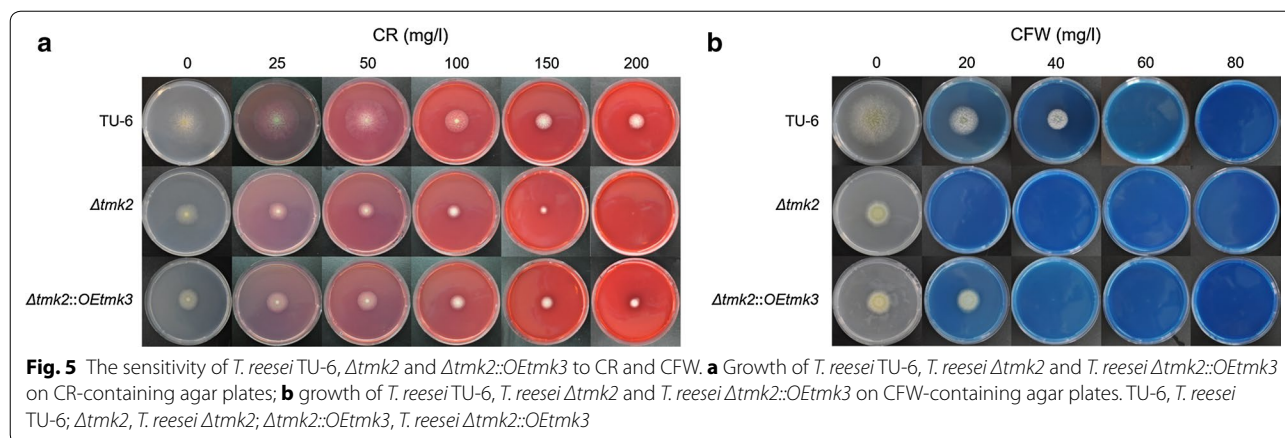 a
CR (mg/l)
0 25 50 100 150 200
TU-6
Δtmk2
Δtmk2::OEtmk3
b
CFW (mg/l)
0 20 40 60 80
TU-6
Δtmk2
Δtmk2::OEtmk3
Fig. 5 The sensitivity of T. reesei TU-6, Δtmk2 and Δtmk2::OEtmk3 to CR and CFW. a Growth of T. reesei TU-6, T. reesei Δtmk2 and T. reesei Δtmk2::OEtmk3
on CR-containing agar plates; b growth of T. reesei TU-6, T. reesei Δtmk2 and T. reesei Δtmk2::OEtmk3 on CFW-containing agar plates. TU-6, T. reesei
TU-6; Δtmk2, T. reesei Δtmk2; Δtmk2::OEtmk3, T. reesei Δtmk2::OEtmk3